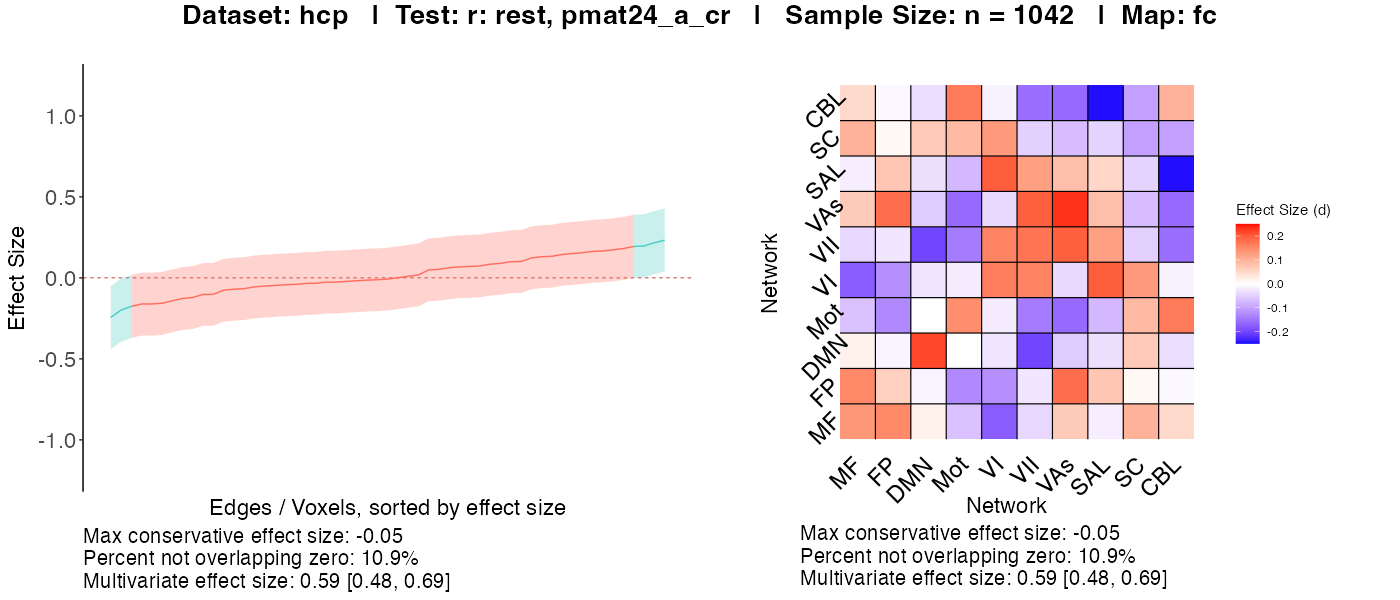 Dataset: hcp | Test: r: rest, pmat24_a_cr | Sample Size: n = 1042 | Map: fc
Effect Size
1.0
0.5
0.0
-0.5
-1.0
Edges / Voxels, sorted by effect size
Max conservative effect size: -0.05
Percent not overlapping zero: 10.9%
Multivariate effect size: 0.59 [0.48, 0.69]
Network
CBL
SC
SAL
VAs
VII
VI
Mot
DMN
FP
MF
MF FP DMN Mot VI VII VAs SAL SC CBL
Network
Effect Size (d)
0.2
0.1
0.0
-0.1
-0.2
Max conservative effect size: -0.05
Percent not overlapping zero: 10.9%
Multivariate effect size: 0.59 [0.48, 0.69]